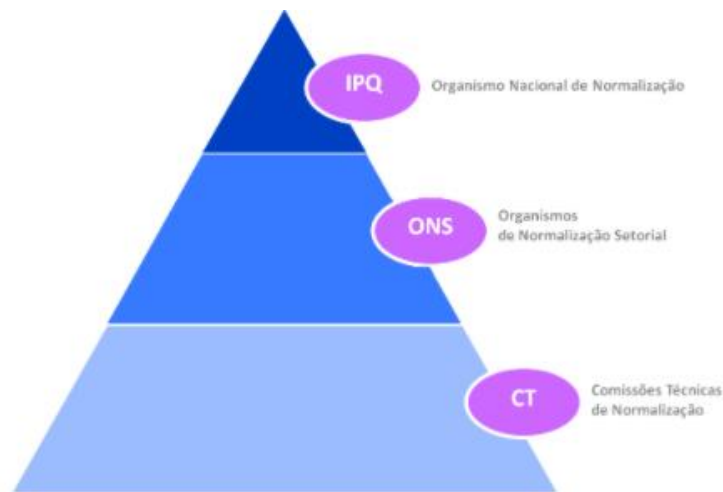 IPQ
Organismo Nacional de Normalização
ONS
Organismos
de Normalização Setorial
CT
Comissões Técnicas
de Normalização